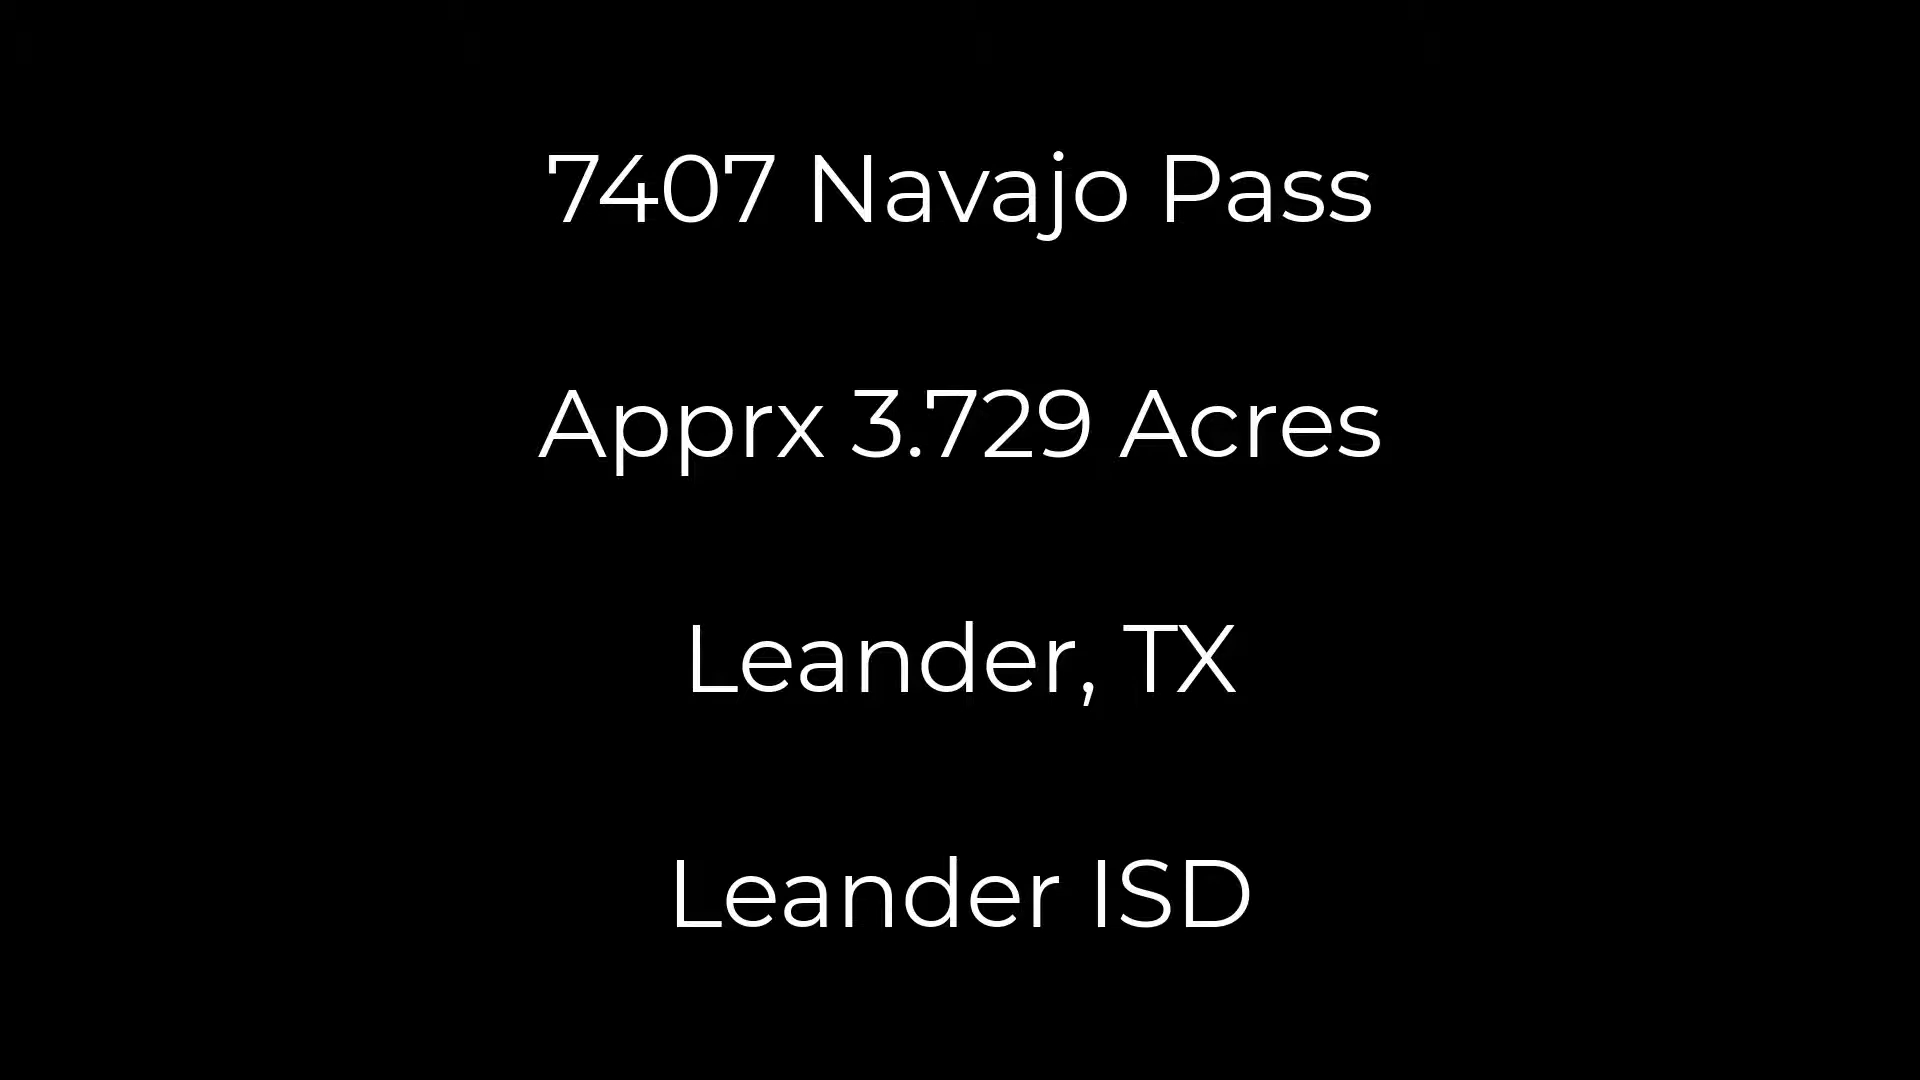 7407 Navajo Pass
Apprx 3.729 Acres
Leander, TX
Leander ISD